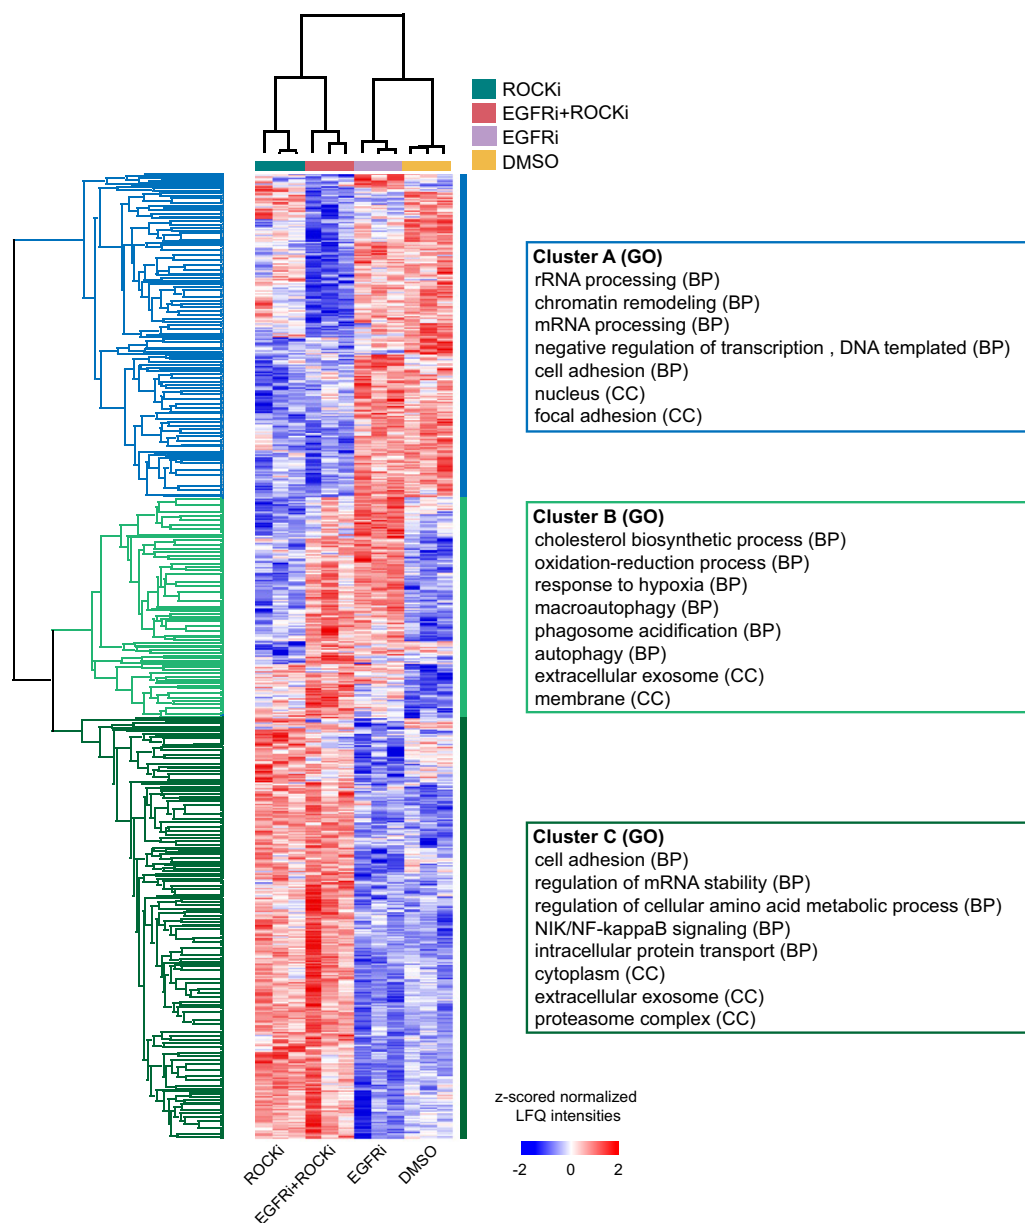 ROCKi
EGFRi+ROCKi
EGFRi
DMSO
Cluster A (GO)
rRNA processing (BP)
chromatin remodeling (BP)
mRNA processing (BP)
negative regulation of transcription , DNA templated (BP)
cell adhesion (BP)
nucleus (CC)
focal adhesion (CC)
Cluster B (GO)
cholesterol biosynthetic process (BP)
oxidation-reduction process (BP)
response to hypoxia (BP)
macroautophagy (BP)
phagosome acidification (BP)
autophagy (BP)
extracellular exosome (CC)
membrane (CC)
Cluster C (GO)
cell adhesion (BP)
regulation of mRNA stability (BP)
regulation of cellular amino acid metabolic process (BP)
NIK/NF-kappaB signaling (BP)
intracellular protein transport (BP)
cytoplasm (CC)
extracellular exosome (CC)
proteasome complex (CC)
z-scored normalized
LFQ intensities
-2 0 2
ROCKi
EGFRi+ROCKi
EGFRi
DMSO